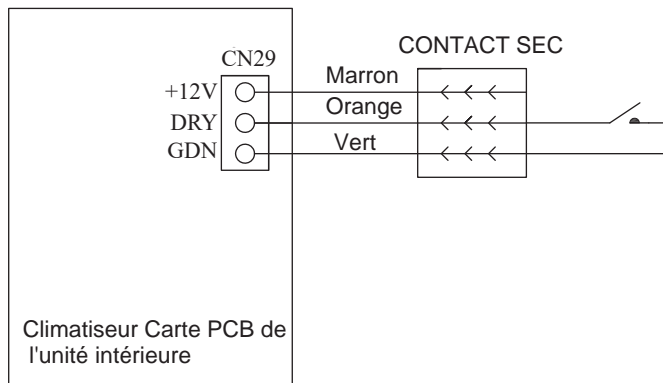 CN29
CONTACT SEC
+12V
Marron
DRY
Orange
GDN
Vert
Climatiseur Carte PCB de
l'unité intérieure